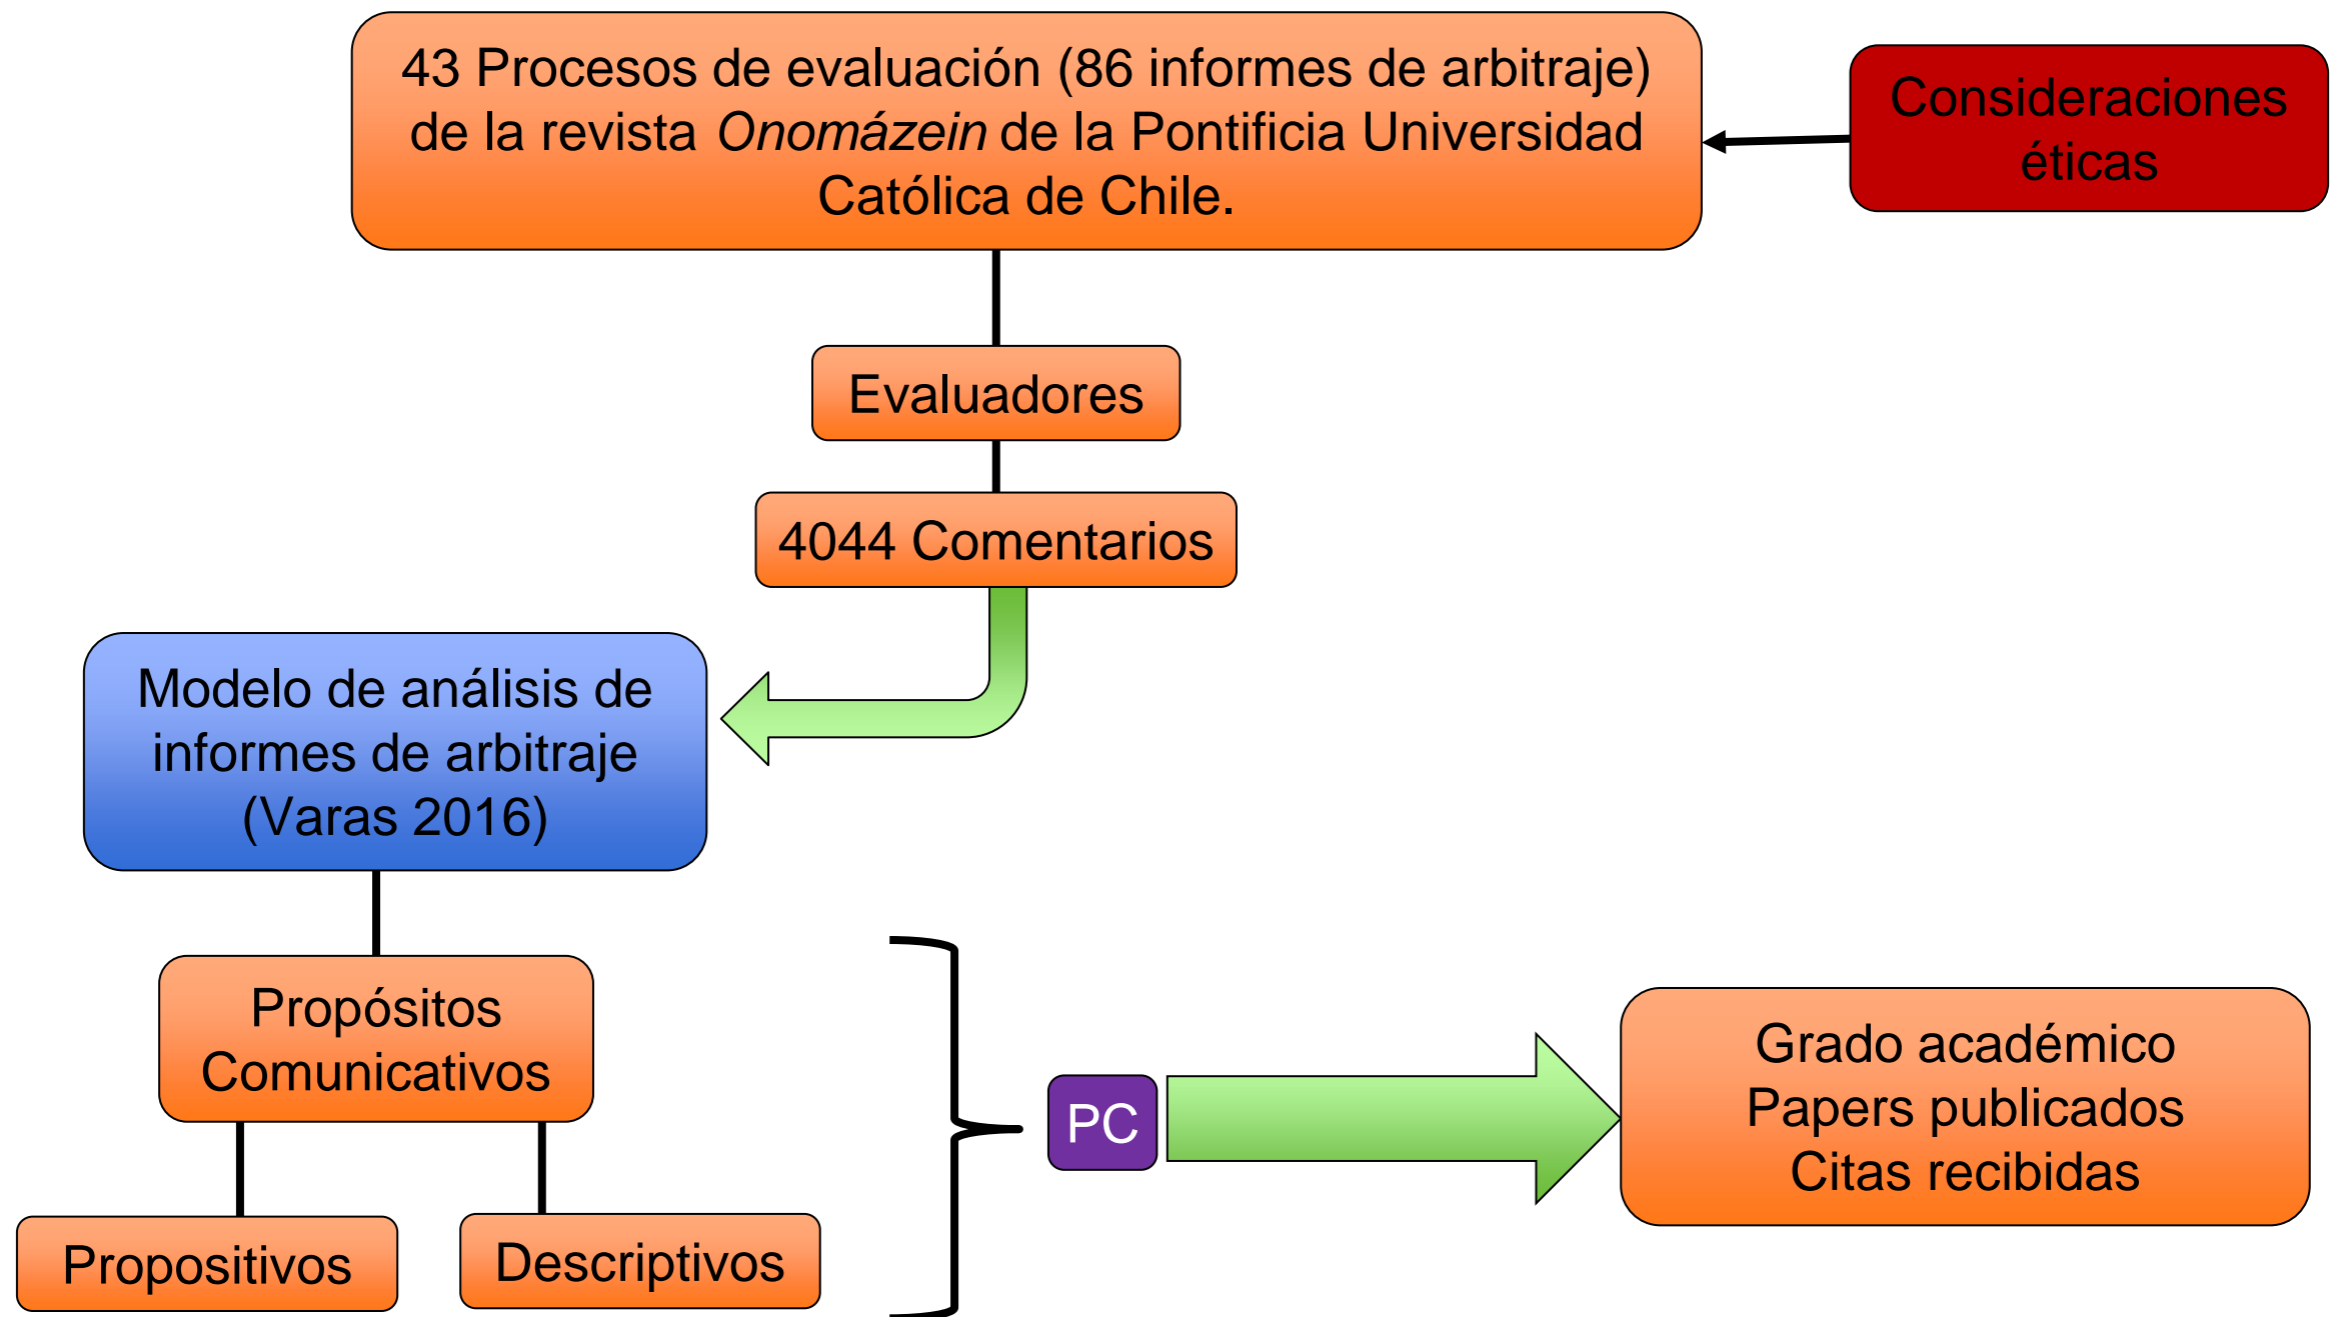 43 Procesos de evaluación (86 informes de arbitraje)
de la revista Onomázein de la Pontificia Universidad
Católica de Chile.
Consideraciones
éticas
Evaluadores
4044 Comentarios
Modelo de análisis de
informes de arbitraje
(Varas 2016)
Propósitos
Comunicativos
Propositivos
Descriptivos
PC
Grado académico
Papers publicados
Citas recibidas